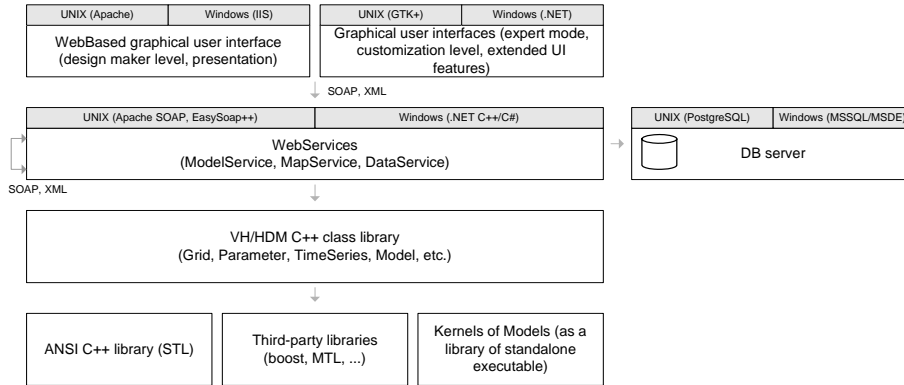 UNIX (Apache)
Windows (IIS)
WebBased graphical user interface
(design maker level, presentation)
UNIX (GTK+)
Windows (.NET)
Graphical user interfaces (expert mode,
customization level, extended UI
features)
SOAP, XML
UNIX (Apache SOAP, EasySoap++)
Windows (.NET C++/C#)
WebServices
(ModelService, MapService, DataService)
UNIX (PostgreSQL)
Windows (MSSQL/MSDE)
DB server
SOAP, XML
VH/HDM C++ class library
(Grid, Parameter, TimeSeries, Model, etc.)
ANSI C++ library (STL)
Third-party libraries
(boost, MTL, ...)
Kernels of Models (as a
library of standalone
executable)